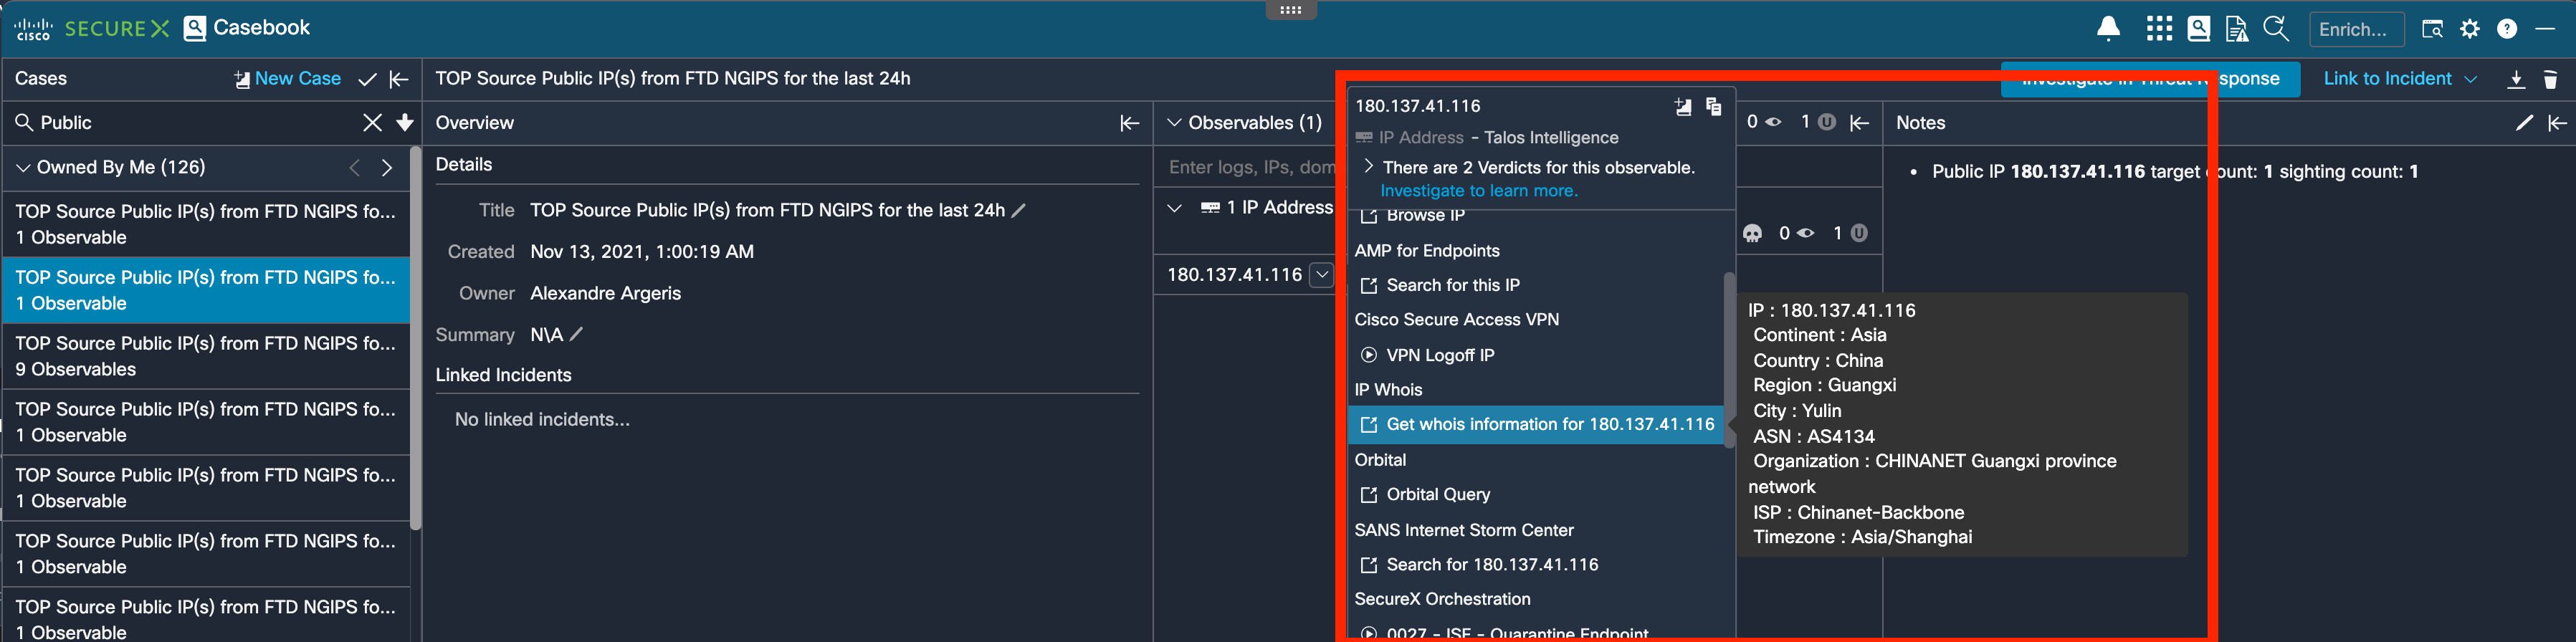 CISCO SECUREX Casebook
Enrich...
Cases
New Case
TOP Source Public IP(s) from FTD NGIPS for the last 24h
Investigate in Threat Response
Link to Incident
Public
Owned By Me (126)
TOP Source Public IP(s) from FTD NGIPS fo...
1 Observable
TOP Source Public IP(s) from FTD NGIPS fo...
1 Observable
TOP Source Public IP(s) from FTD NGIPS fo...
9 Observables
TOP Source Public IP(s) from FTD NGIPS fo...
1 Observable
TOP Source Public IP(s) from FTD NGIPS fo...
1 Observable
TOP Source Public IP(s) from FTD NGIPS fo...
1 Observable
TOP Source Public IP(s) from FTD NGIPS fo...
1 Observable
Overview
Details
Title TOP Source Public IP(s) from FTD NGIPS for the last 24h
Created Nov 13, 2021, 1:00:19 AM
Owner Alexandre Argeris
Summary N\A
Linked Incidents
No linked incidents...
Observables (1)
0 1 U
Enter logs, IPs, dom
1 IP Address
0 1 U
180.137.41.116
180.137.41.116
IP Address - Talos Intelligence
There are 2 Verdicts for this observable.
Investigate to learn more.
Browse IP
AMP for Endpoints
Search for this IP
Cisco Secure Access VPN
VPN Logoff IP
IP Whois
Get whois information for 180.137.41.116
Orbital
Orbital Query
SANS Internet Storm Center
Search for 180.137.41.116
SecureX Orchestration
0027 - ISE - Quarantine Endpoint
IP : 180.137.41.116
Continent : Asia
Country : China
Region : Guangxi
City : Yulin
ASN : AS4134
Organization : CHINANET Guangxi province
network
ISP : Chinanet-Backbone
Timezone : Asia/Shanghai
Notes
• Public IP 180.137.41.116 target count: 1 sighting count: 1